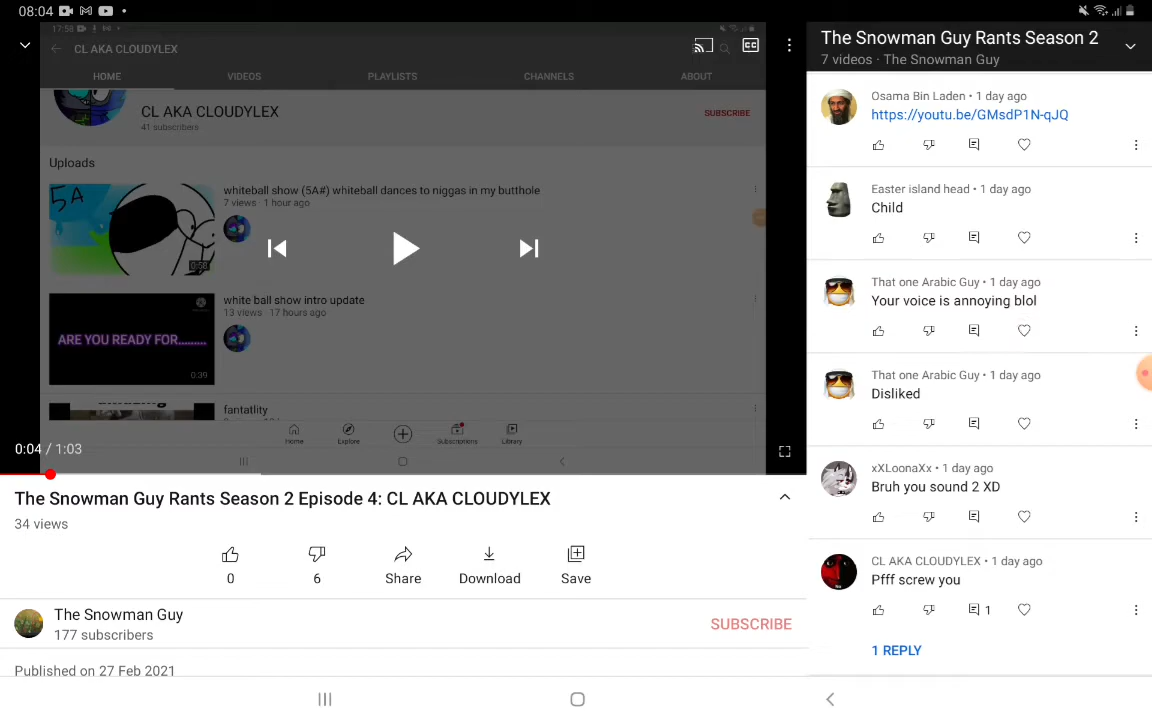 08:04
17:58
CL AKA CLOUDYLEX
CC
HOME VIDEOS PLAYLISTS CHANNELS ABOUT
CL AKA CLOUDYLEX
41 subscribers
SUBSCRIBE
Uploads
5A
0:58
whiteball show (5A#) whiteball dances to niggas in my butthole
7 views · 1 hour ago
ARE YOU READY FOR.........
0:39
white ball show intro update
13 views · 17 hours ago
fantatlity
Home Explore Subscriptions Library
0:04 / 1:03
The Snowman Guy Rants Season 2 Episode 4: CL AKA CLOUDYLEX
34 views
0 6 Share Download Save
The Snowman Guy
177 subscribers
SUBSCRIBE
Published on 27 Feb 2021
The Snowman Guy Rants Season 2
7 videos · The Snowman Guy
Osama Bin Laden • 1 day ago
https://youtu.be/GMsdP1N-qJQ
Easter island head • 1 day ago
Child
That one Arabic Guy • 1 day ago
Your voice is annoying blol
That one Arabic Guy • 1 day ago
Disliked
xXLoonaXx • 1 day ago
Bruh you sound 2 XD
CL AKA CLOUDYLEX • 1 day ago
Pfff screw you
1
1 REPLY